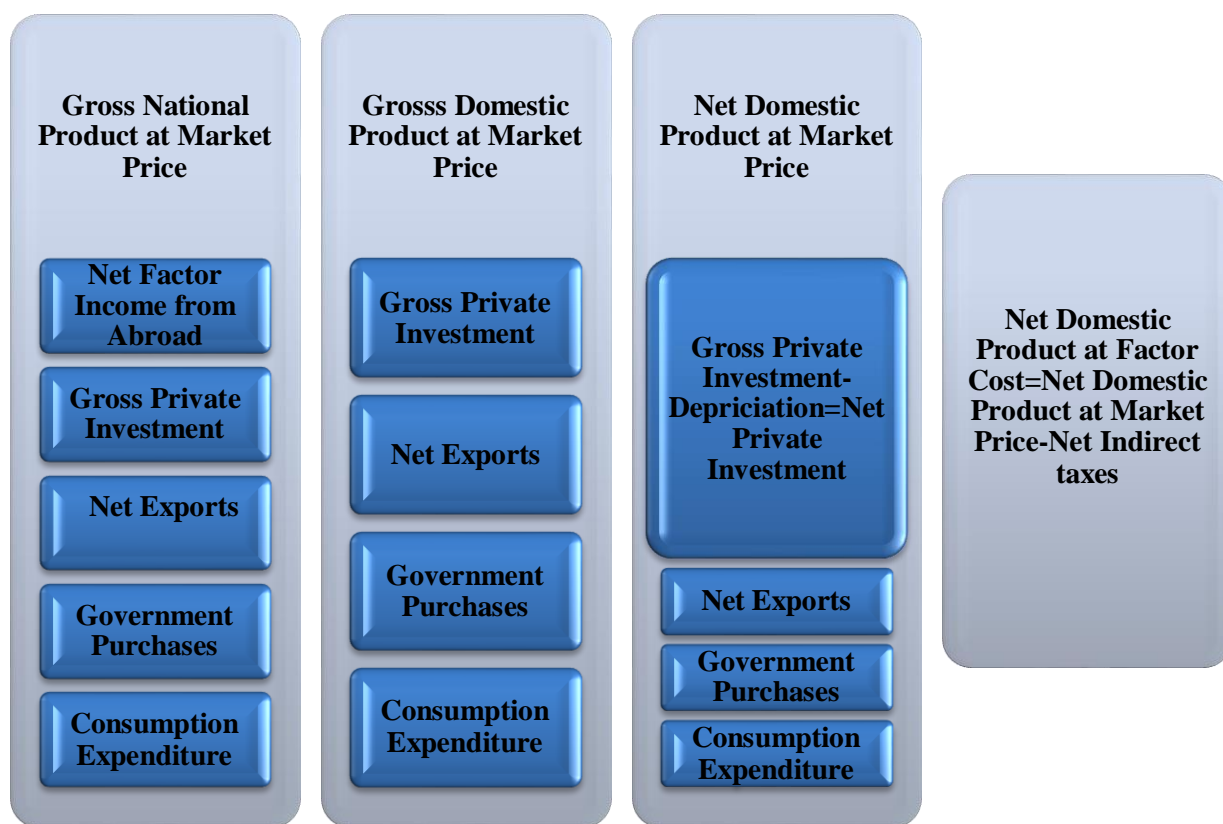 Gross National
Product at Market
Price
Net Factor
Income from
Abroad
Gross Private
Investment
Net Exports
Government
Purchases
Consumption
Expenditure
Grosss Domestic
Product at Market
Price
Gross Private
Investment
Net Exports
Government
Purchases
Consumption
Expenditure
Net Domestic
Product at Market
Price
Gross Private
Investment-
Depriciation=Net
Private
Investment
Net Exports
Government
Purchases
Consumption
Expenditure
Net Domestic
Product at Factor
Cost=Net Domestic
Product at Market
Price-Net Indirect
taxes